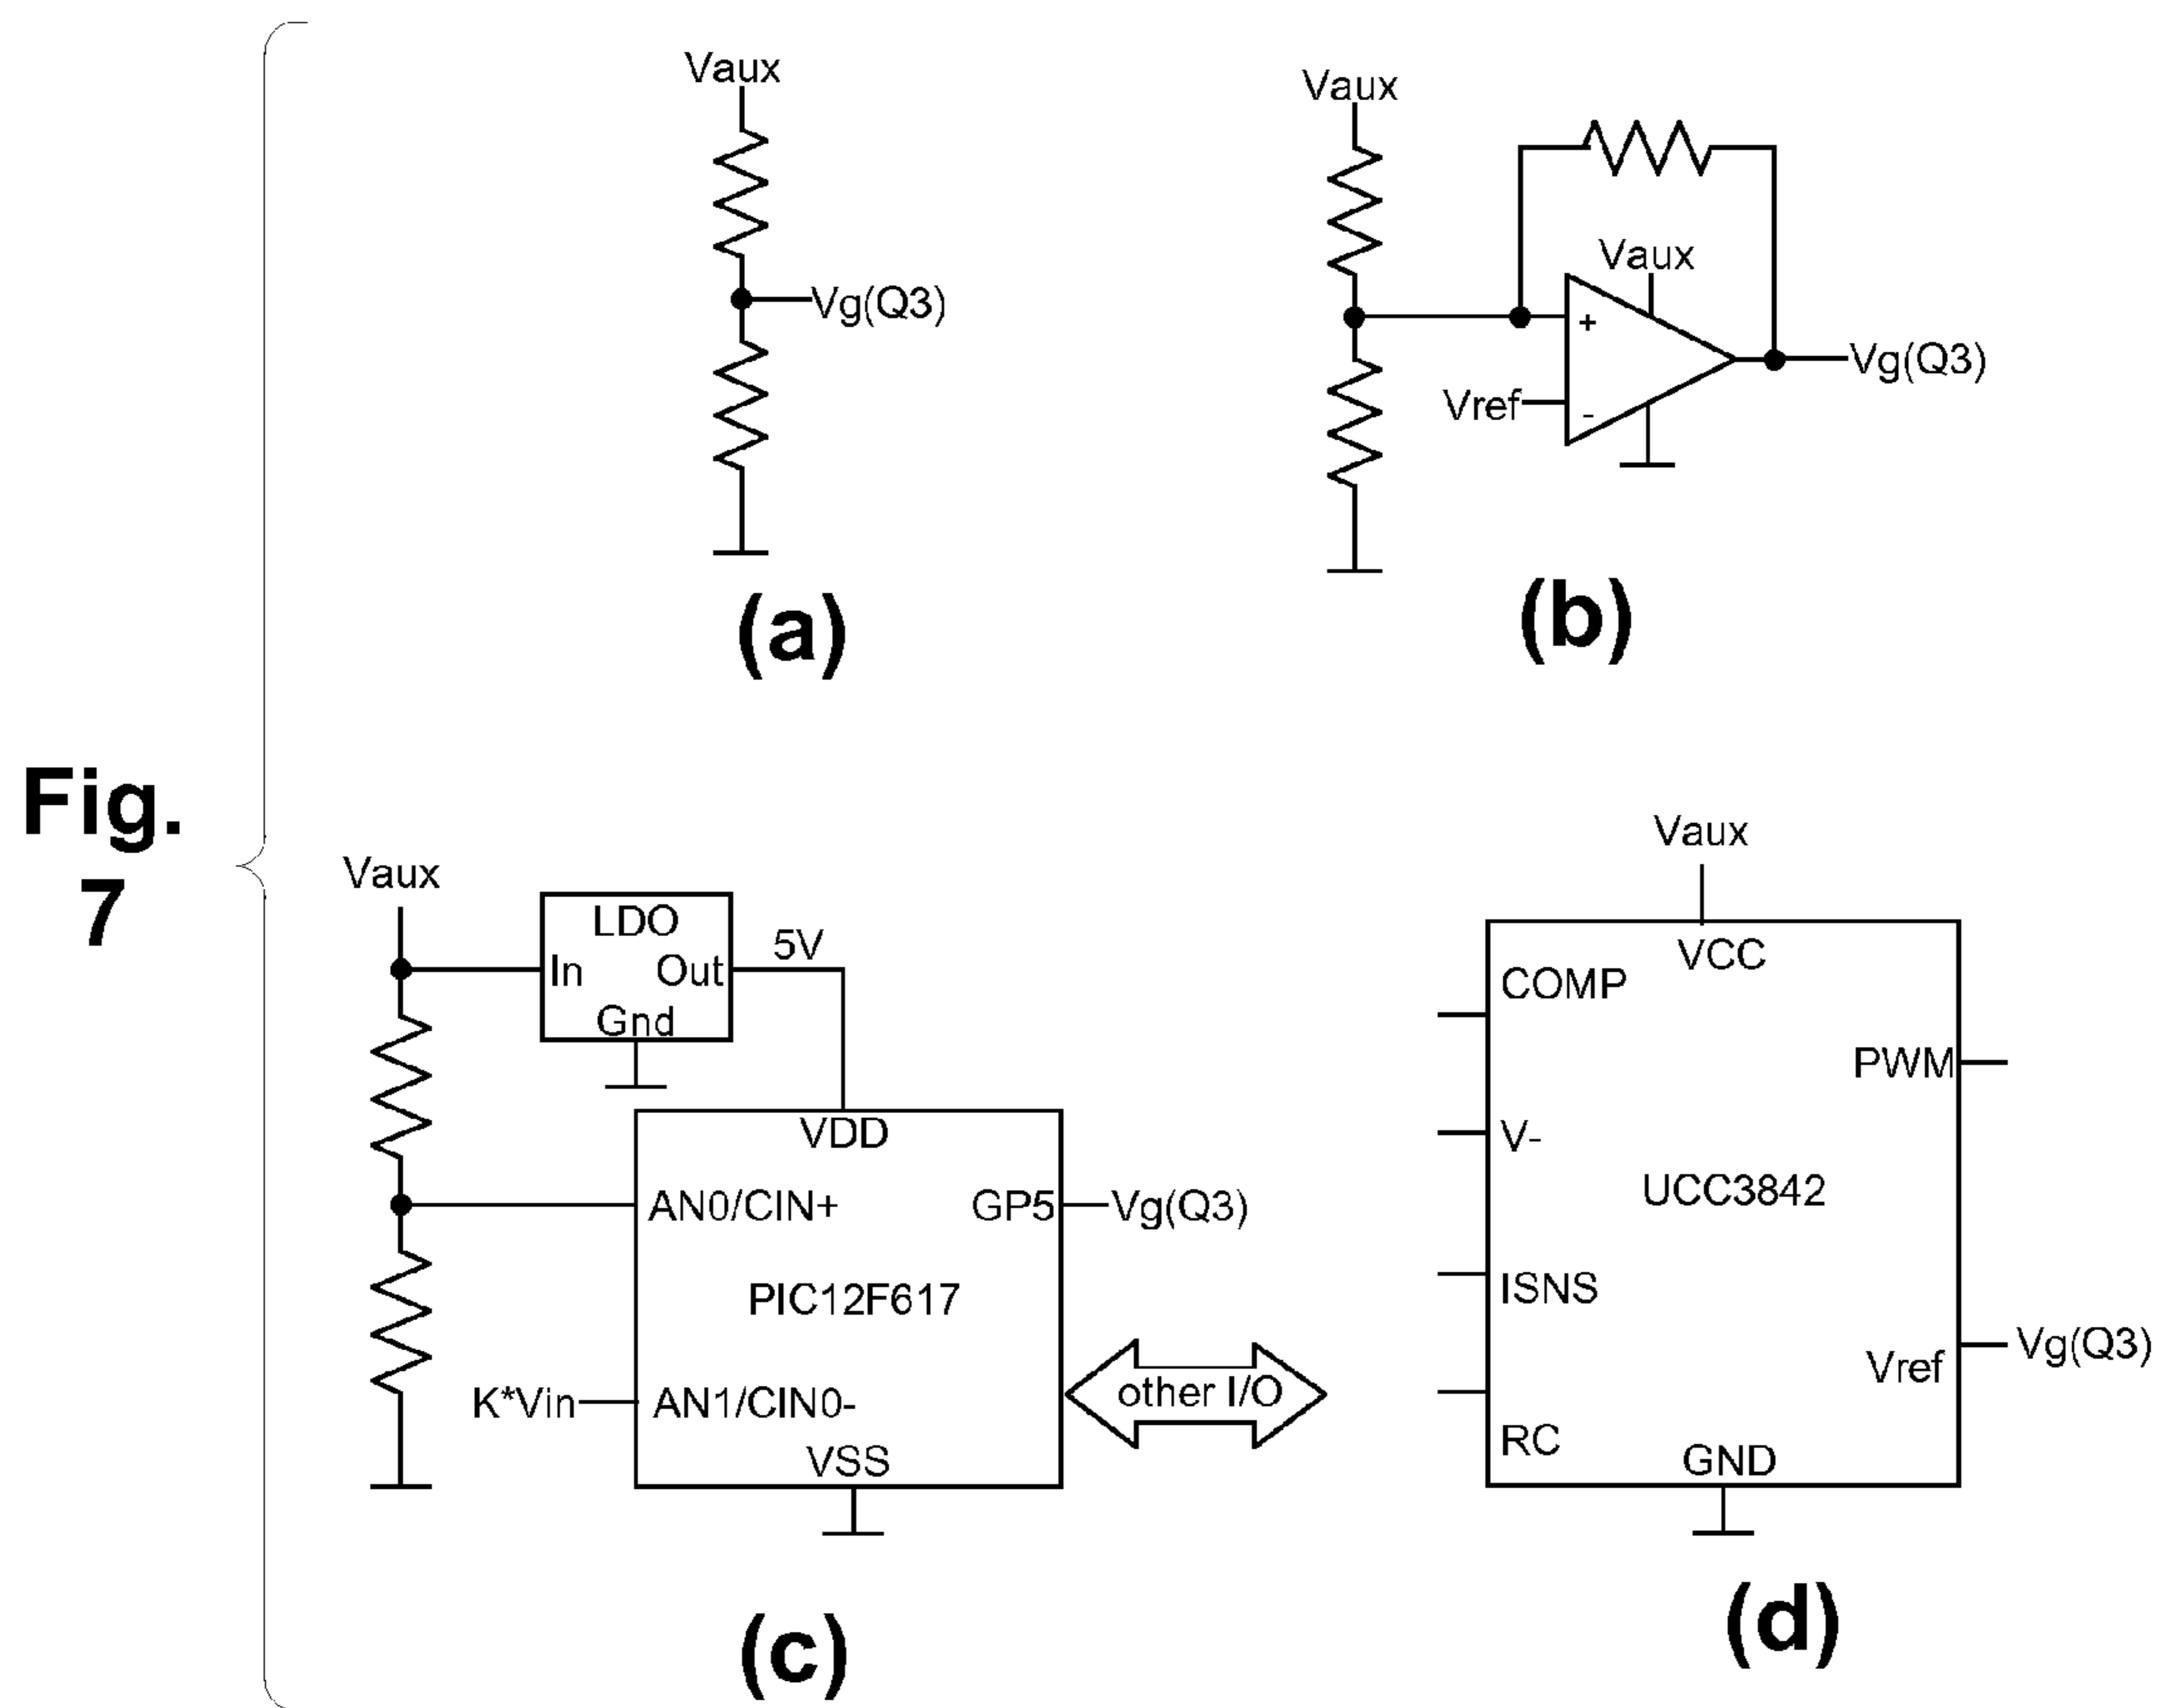 Fig.
7
Vaux
Vg(Q3)
(a)
Vaux
Vaux
+
Vref
-
Vg(Q3)
(b)
Vaux
LDO
In
Out
Gnd
5V
VDD
AN0/CIN+
GP5
Vg(Q3)
PIC12F617
K*Vin
AN1/CIN0-
other I/O
VSS
(c)
Vaux
VCC
COMP
PWM
V-
UCC3842
ISNS
Vref
Vg(Q3)
RC
GND
(d)